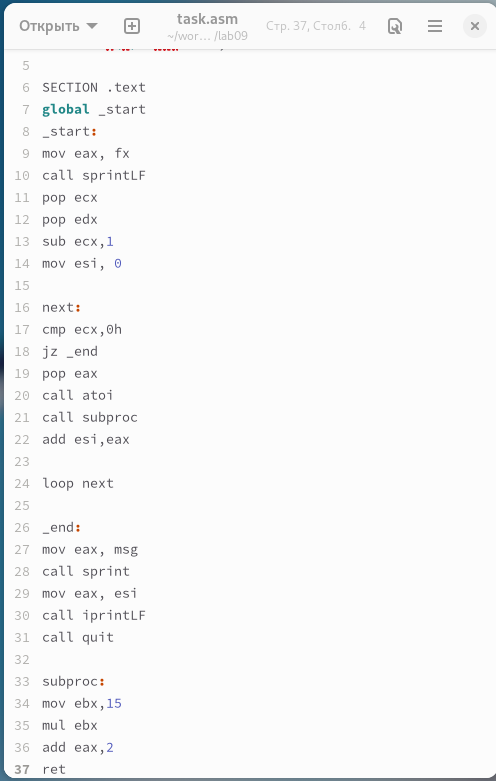 Открыть
task.asm
~/wor... /lab09
Стр. 37, Столб. 4
5
6 SECTION .text
7 global _start
8 _start:
9 mov eax, fx
10 call sprintLF
11 pop ecx
12 pop edx
13 sub ecx,1
14 mov esi, 0
15
16 next:
17 cmp ecx,0h
18 jz _end
19 pop eax
20 call atoi
21 call subproc
22 add esi,eax
23
24 loop next
25
26 _end:
27 mov eax, msg
28 call sprint
29 mov eax, esi
30 call iprintLF
31 call quit
32
33 subproc:
34 mov ebx,15
35 mul ebx
36 add eax,2
37 ret